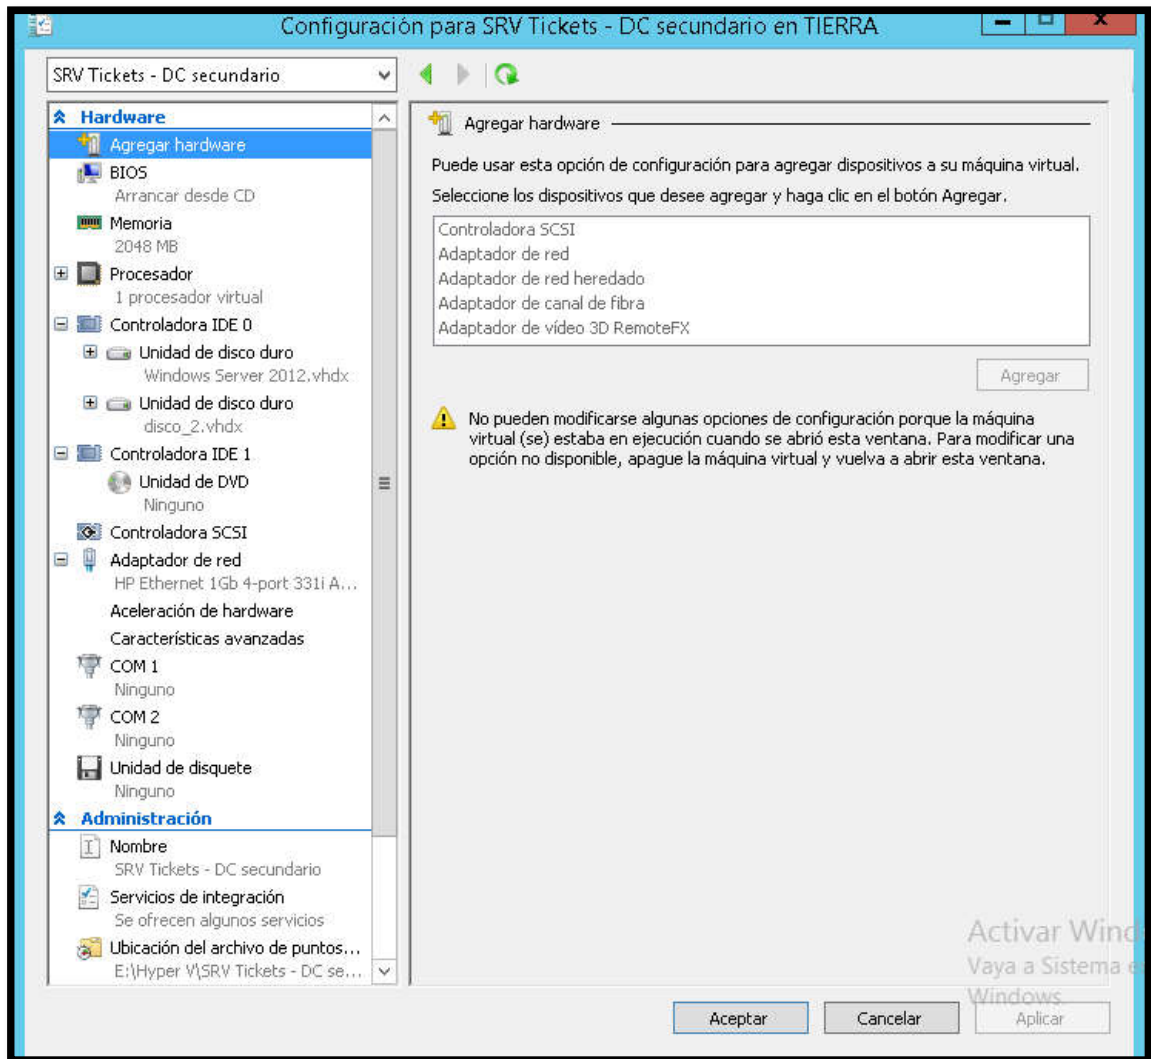 Configuración para SRV Tickets - DC secundario en TIERRA
SRV Tickets - DC secundario
Hardware
Agregar hardware
BIOS
Arrancar desde CD
Memoria
2048 MB
Procesador
1 procesador virtual
Controladora IDE 0
Unidad de disco duro
Windows Server 2012.vhdx
Unidad de disco duro
disco_2.vhdx
Controladora IDE 1
Unidad de DVD
Ninguno
Controladora SCSI
Adaptador de red
HP Ethernet 1Gb 4-port 331i A...
Aceleración de hardware
Características avanzadas
COM 1
Ninguno
COM 2
Ninguno
Unidad de disquete
Ninguno
Administración
Nombre
SRV Tickets - DC secundario
Servicios de integración
Se ofrecen algunos servicios
Ubicación del archivo de puntos...
E:\Hyper V\SRV Tickets - DC se...
Agregar hardware
Puede usar esta opción de configuración para agregar dispositivos a su máquina virtual.
Seleccione los dispositivos que desee agregar y haga clic en el botón Agregar.
Controladora SCSI
Adaptador de red
Adaptador de red heredado
Adaptador de canal de fibra
Adaptador de vídeo 3D RemoteFX
Agregar
No pueden modificarse algunas opciones de configuración porque la máquina
virtual (se) estaba en ejecución cuando se abrió esta ventana. Para modificar una
opción no disponible, apague la máquina virtual y vuelva a abrir esta ventana.
Activar Wind
Vaya a Sistema e
Windows.
Aceptar
Cancelar
Aplicar